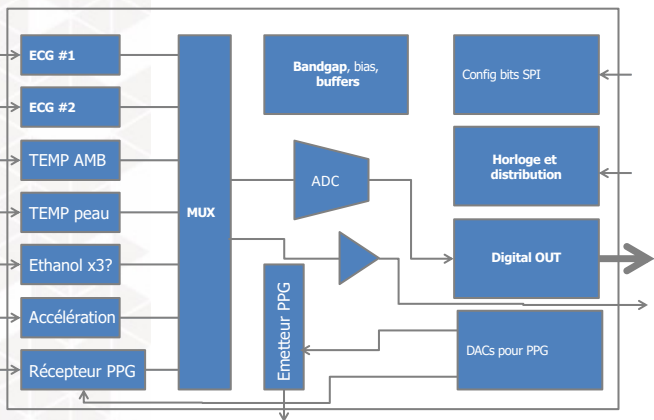 ECG #1
ECG #2
TEMP AMB
TEMP peau
Ethanol x3?
Accélération
Récepteur PPG
MUX
Bandgap, bias,
buffers
ADC
Emetteur PPG
Config bits SPI
Horloge et
distribution
Digital OUT
DACs pour PPG